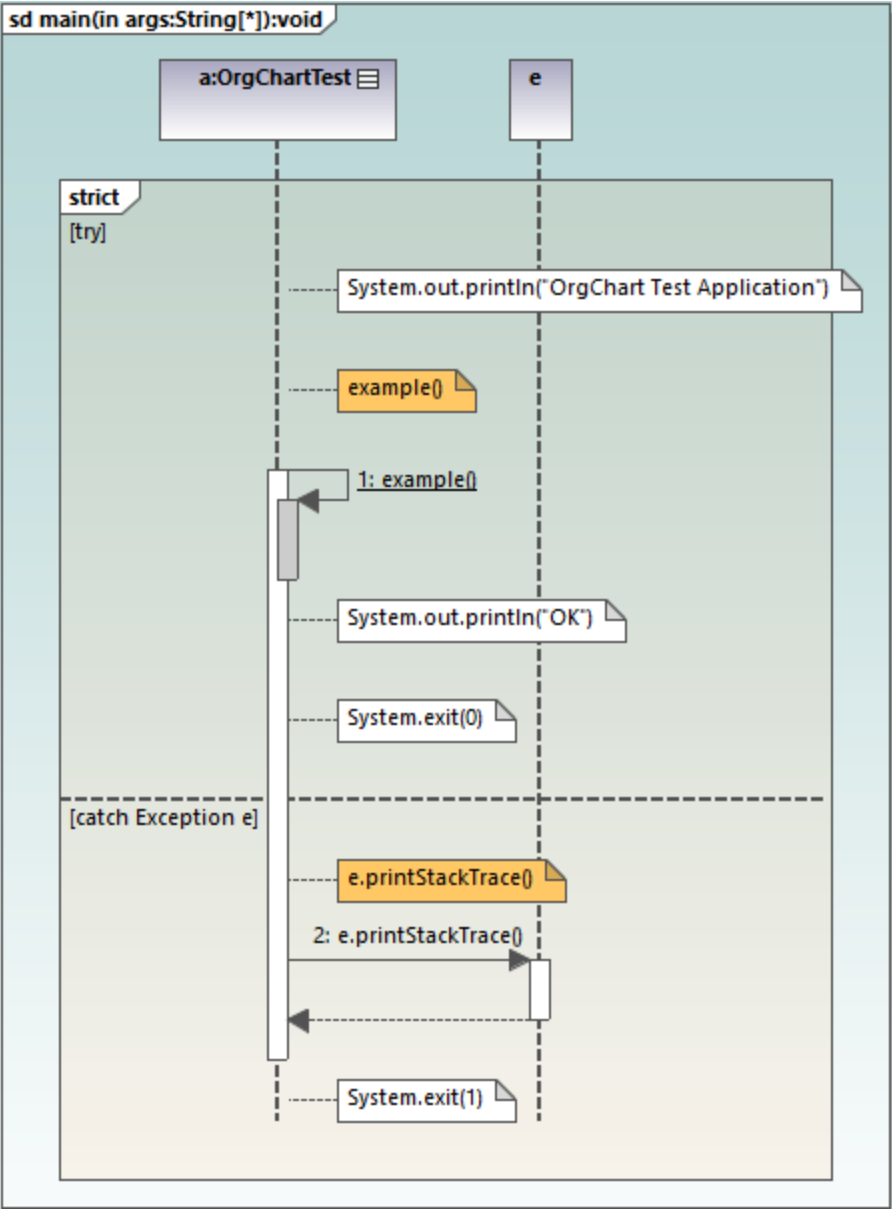 sd main(in args:String[*]):void
a:OrgChartTest
e
strict
[try]
System.out.println("OrgChart Test Application")
example()
1: example()
System.out.println("OK")
System.exit(0)
[catch Exception e]
e.printStackTrace()
2: e.printStackTrace()
System.exit(1)